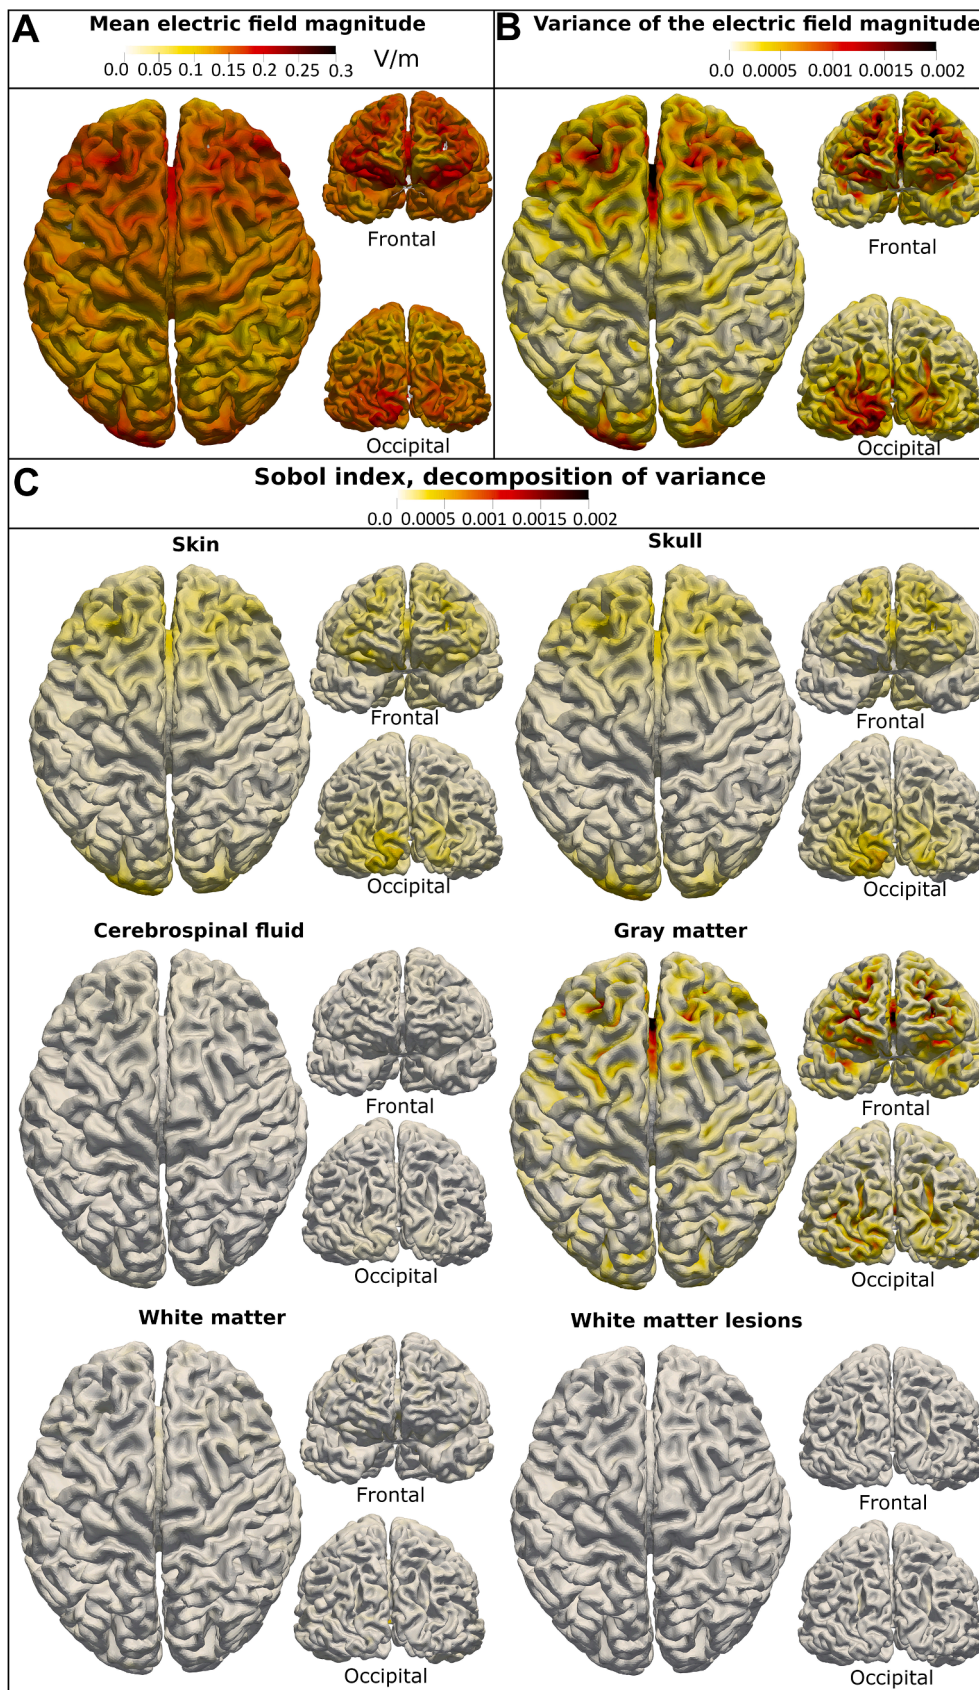 A Mean electric field magnitude
0.0 0.05 0.1 0.15 0.2 0.25 0.3 V/m
Frontal
Occipital
B Variance of the electric field magnitude
0.0 0.0005 0.001 0.0015 0.002
Frontal
Occipital
C Sobol index, decomposition of variance
0.0 0.0005 0.001 0.0015 0.002
Skin
Frontal
Occipital
Skull
Frontal
Occipital
Cerebrospinal fluid
Frontal
Occipital
Gray matter
Frontal
Occipital
White matter
Frontal
Occipital
White matter lesions
Frontal
Occipital